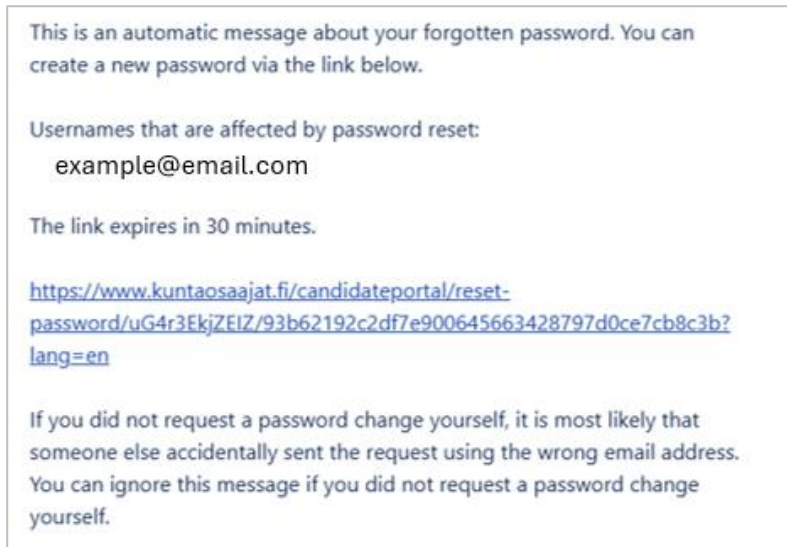 This is an automatic message about your forgotten password. You can
create a new password via the link below.
Usernames that are affected by password reset:
example@email.com
The link expires in 30 minutes.
https://www.kuntaosaajat.fi/candidateportal/reset-
password/uG4r3EkjZEIZ/93b62192c2df7e900645663428797d0ce7cb8c3b?
lang=en
If you did not request a password change yourself, it is most likely that
someone else accidentally sent the request using the wrong email address.
You can ignore this message if you did not request a password change
yourself.